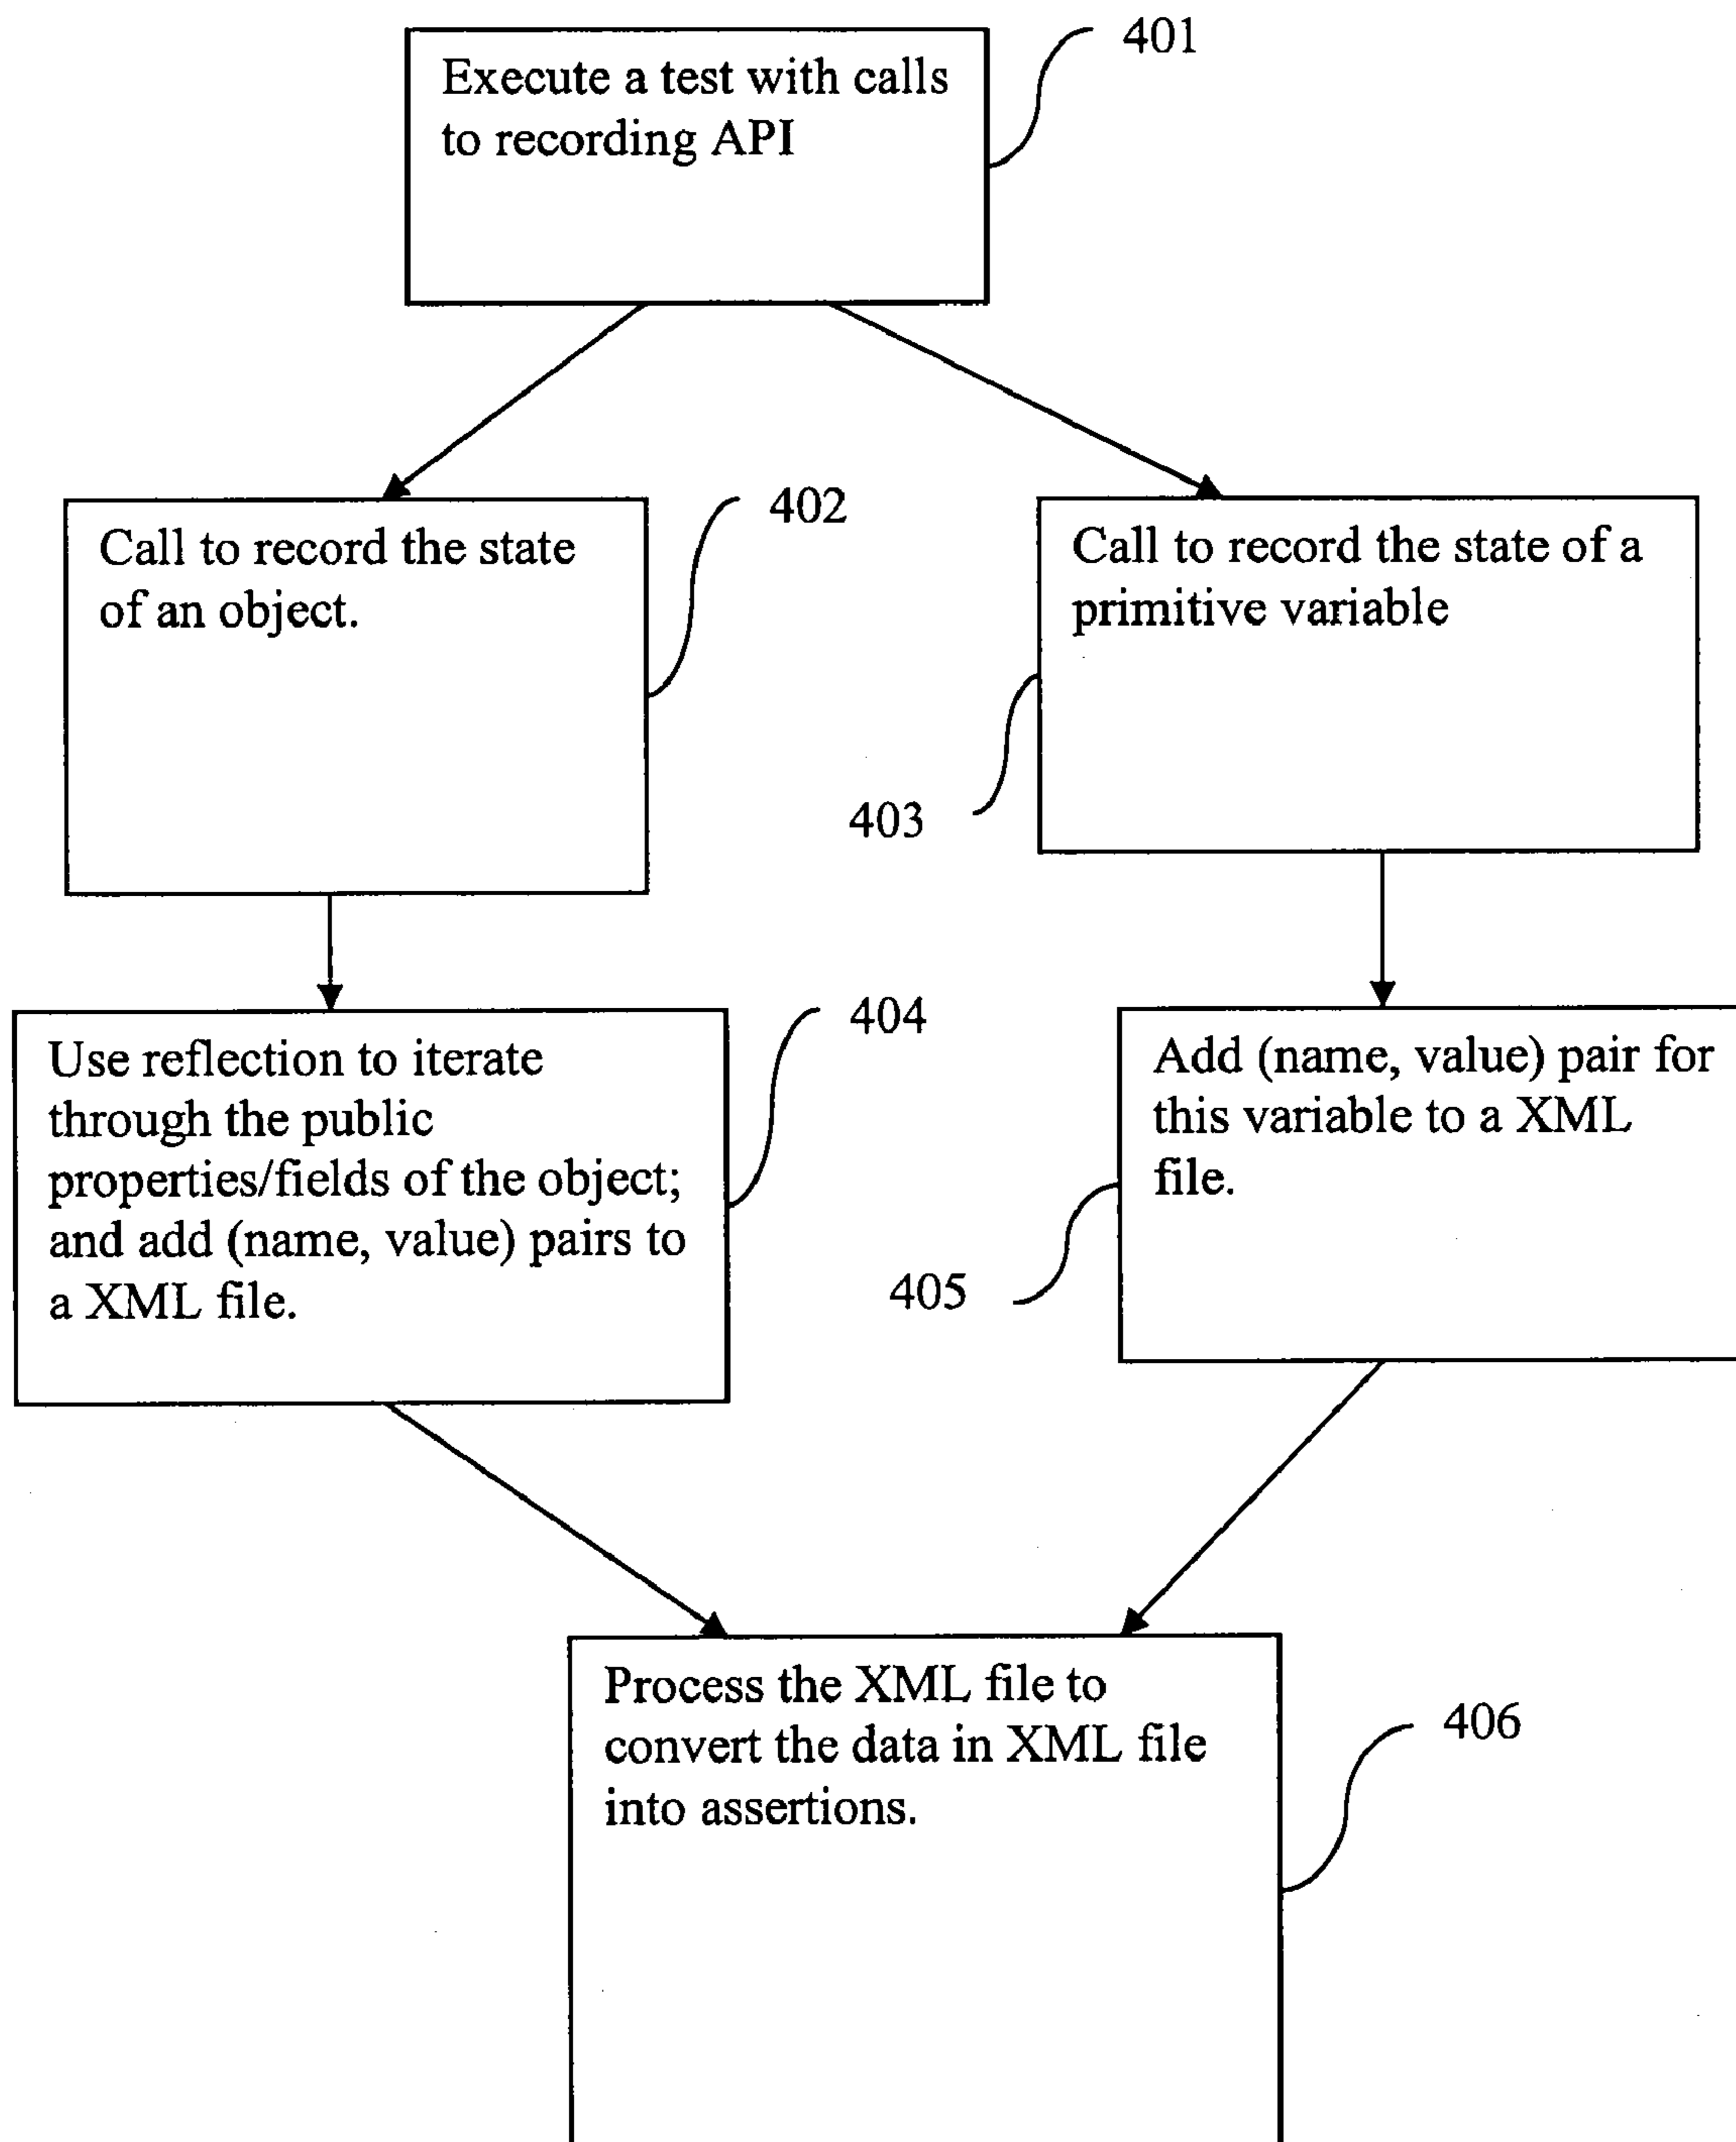 401
Execute a test with calls
to recording API
402
Call to record the state
of an object.
Call to record the state of a
primitive variable
403
404
Use reflection to iterate
through the public
properties/fields of the object;
and add (name, value) pairs to
a XML file.
Add (name, value) pair for
this variable to a XML
file.
405
Process the XML file to
convert the data in XML file
into assertions.
406